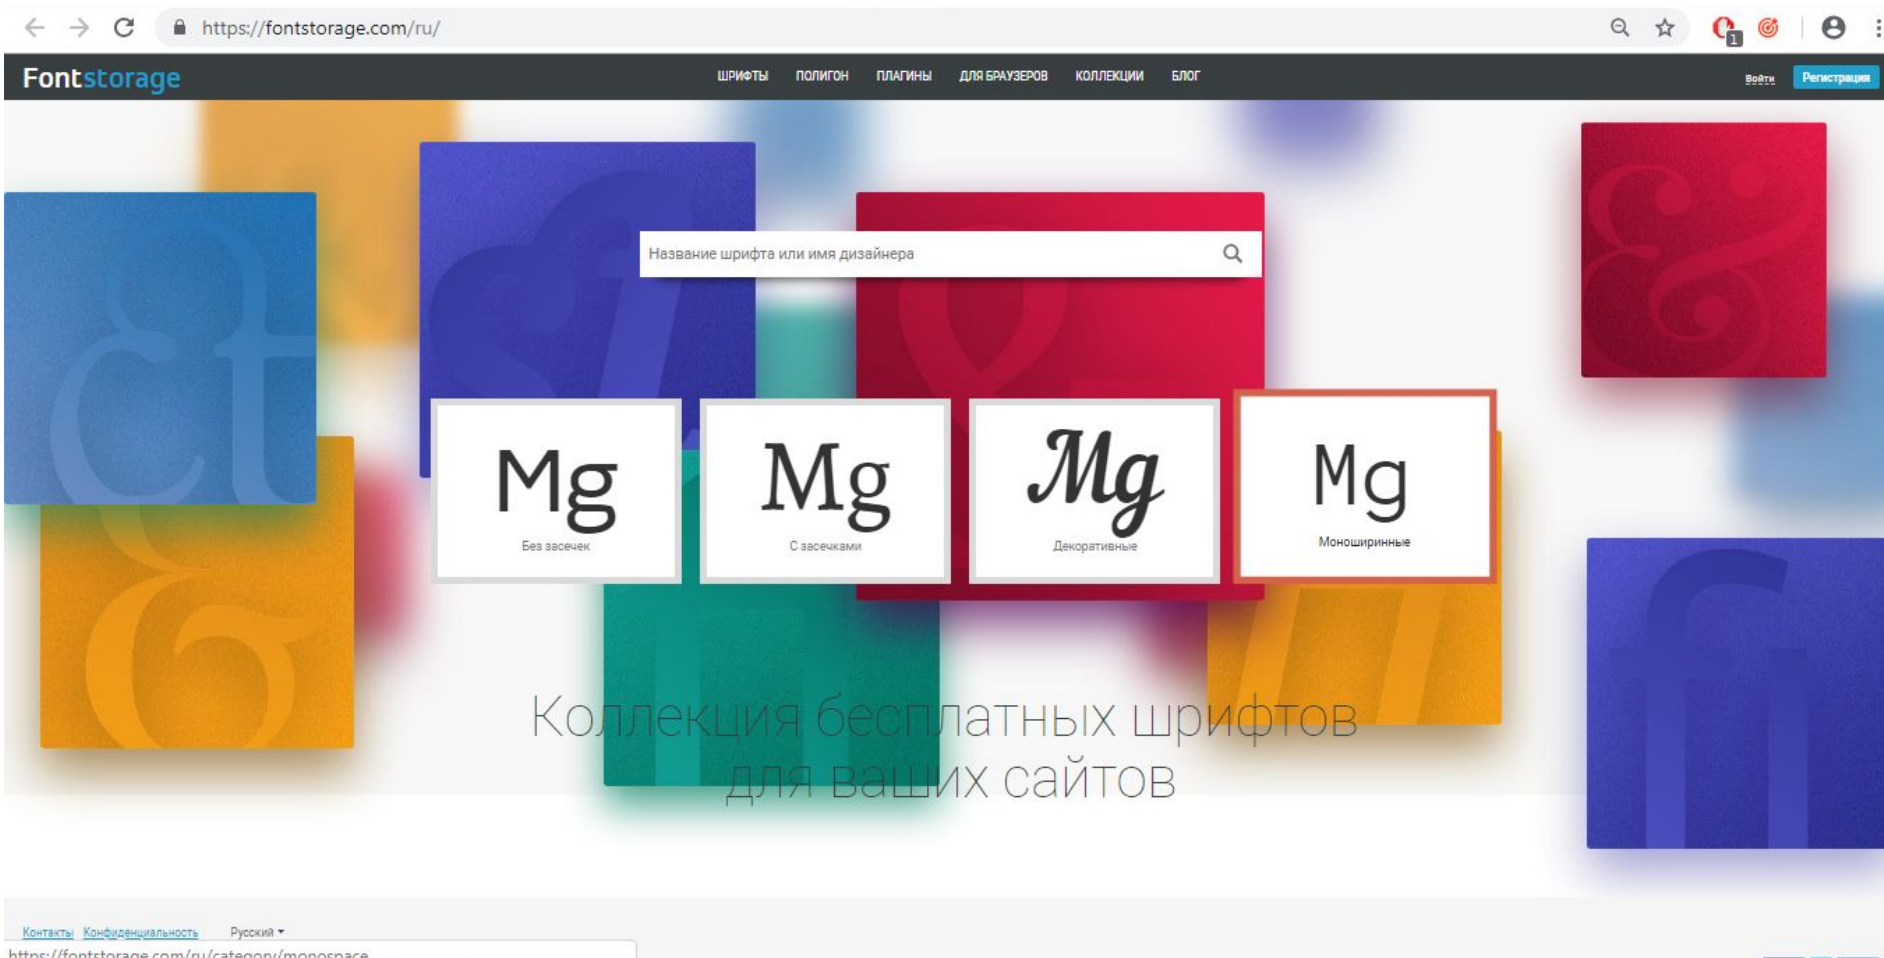 https://fontstorage.com/ru/
1
Fontstorage
ШРИФТЫ ПОЛИГОН ПЛАГИНЫ ДЛЯ БРАУЗЕРОВ КОЛЛЕКЦИИ БЛОГ
Войти Регистрация
Название шрифта или имя дизайнера
Mg Mg Mg Mg
Без засечек С засечками Декоративные Моноширинные
Коллекция бесплатных шрифтов
для ваших сайтов
Контакты Конфиденциальность Русский
https://fontstorage.com/ru/category/monospace